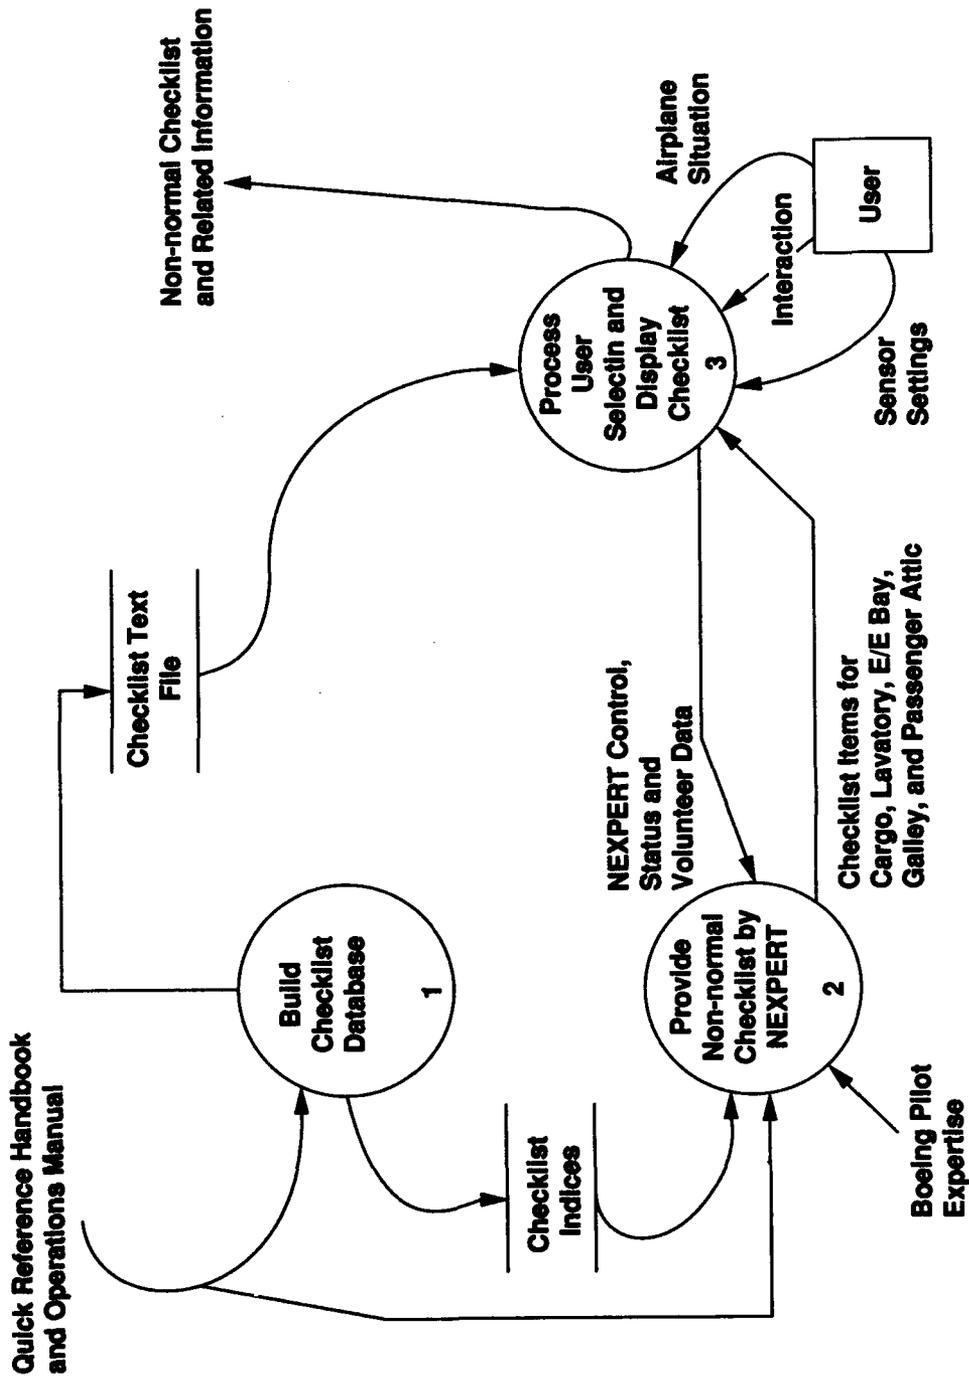 Quick Reference Handbook
and Operations Manual
Build
Checklist
Database
1
Checklist Text
File
Non-normal Checklist
and Related Information
Checklist
Indices
Process
User
Selectin and
Display
Checklist
3
NEXPERT Control,
Status and
Volunteer Data
Airplane
Situation
Interaction
User
Sensor
Settings
Provide
Non-normal
Checklist by
NEXPERT
2
Checklist Items for
Cargo, Lavatory, E/E Bay,
Galley, and Passenger Attic
Boeing Pilot
Expertise